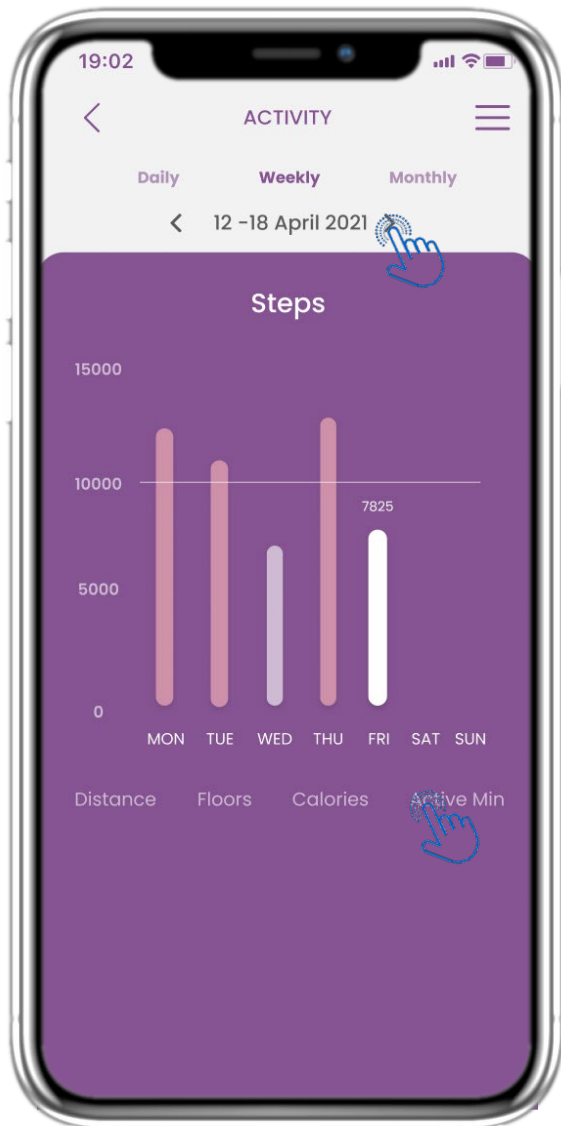 19:02
ACTIVITY
Daily Weekly Monthly
12 -18 April 2021
Steps
15000
10000
7825
5000
0
MON TUE WED THU FRI SAT SUN
Distance Floors Calories Active Min